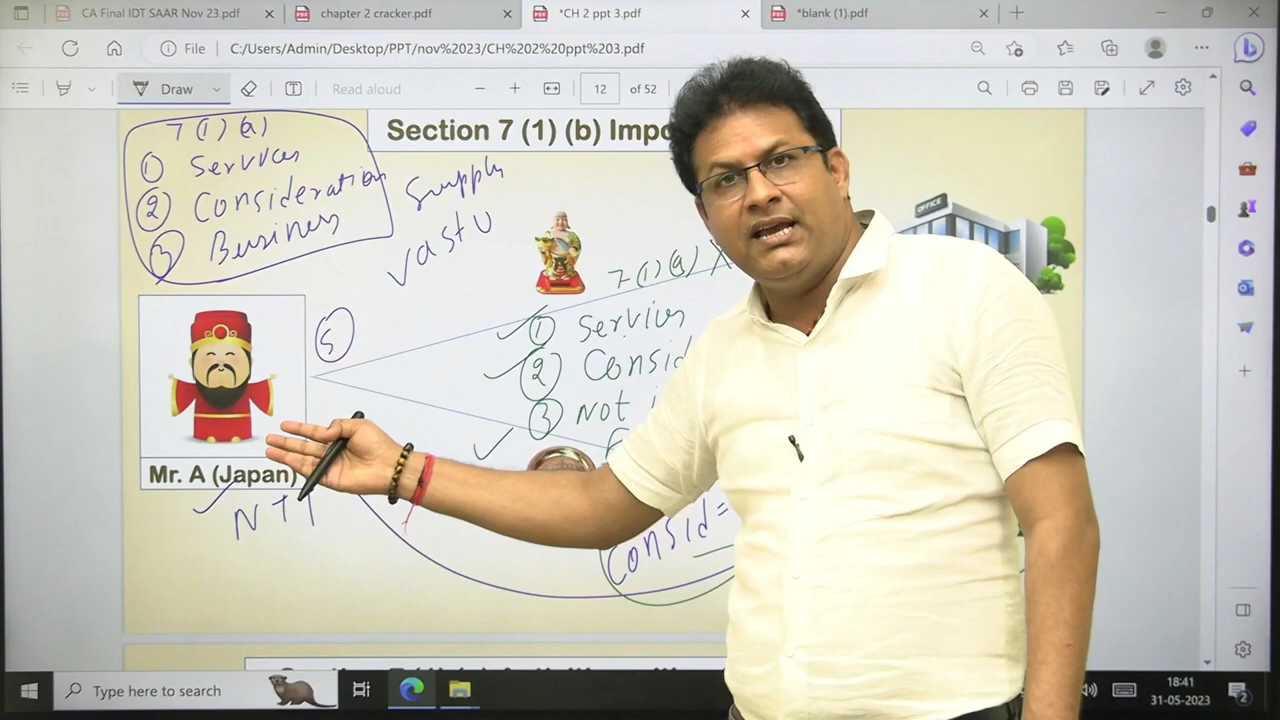 CA Final IDT SAAR Nov 23.pdf
chapter 2 cracker.pdf
*CH 2 ppt 3.pdf
*blank (1).pdf
File
C:/Users/Admin/Desktop/PPT/nov%2023/CH%202%20ppt%203.pdf
Draw
Read aloud
12 of 52
Section 7 (1) (b) Impo
7 (1) (a)
① Services
② Consideration
③ Business
Supply
vastu
OFFICE
7 (1) (a) X
⑤
① Services
② Consid
③ Not i
Mr. A (Japan)
NTT
Consid =
Type here to search
18:41
31-05-2023
2